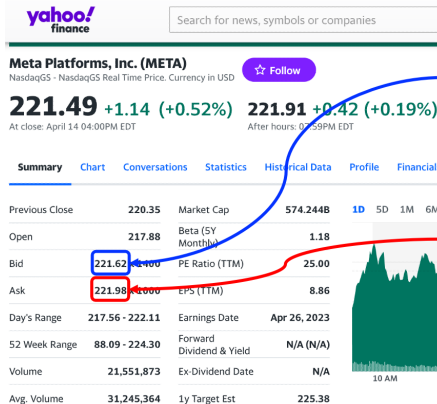 yahoo!
finance
Search for news, symbols or companies
Meta Platforms, Inc. (META)
NasdaqGS - NasdaqGS Real Time Price. Currency in USD
☆ Follow
221.49 +1.14 (+0.52%) 221.91 +0.42 (+0.19%)
At close: April 14 04:00PM EDT After hours: 07:59PM EDT
Summary Chart Conversations Statistics Historical Data Profile Financial
Previous Close 220.35 Market Cap 574.244B 1D 5D 1M 6M
Open 217.88 Beta (5Y Monthly) 1.18
Bid 221.62 x 1400 PE Ratio (TTM) 25.00
Ask 221.98 x 1000 EPS (TTM) 8.86
Day's Range 217.56 - 222.11 Earnings Date Apr 26, 2023
52 Week Range 88.09 - 224.30 Forward Dividend & Yield N/A (N/A)
Volume 21,551,873 Ex-Dividend Date N/A
10 AM
Avg. Volume 31,245,364 1y Target Est 225.38